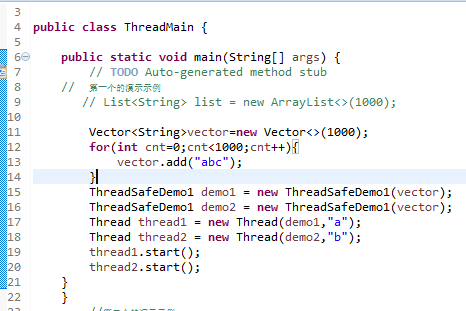 3
4 public class ThreadMain {
5
6 public static void main(String[] args) {
7 // TODO Auto-generated method stub
8 // 第一个的演示示例
9 // List<String> list = new ArrayList<>(1000);
10
11 Vector<String>vector=new Vector<>(1000);
12 for(int cnt=0;cnt<1000;cnt++){
13 vector.add("abc");
14 }
15 ThreadSafeDemo1 demo1 = new ThreadSafeDemo1(vector);
16 ThreadSafeDemo1 demo2 = new ThreadSafeDemo1(vector);
17 Thread thread1 = new Thread(demo1,"a");
18 Thread thread2 = new Thread(demo2,"b");
19 thread1.start();
20 thread2.start();
21 }
22 }